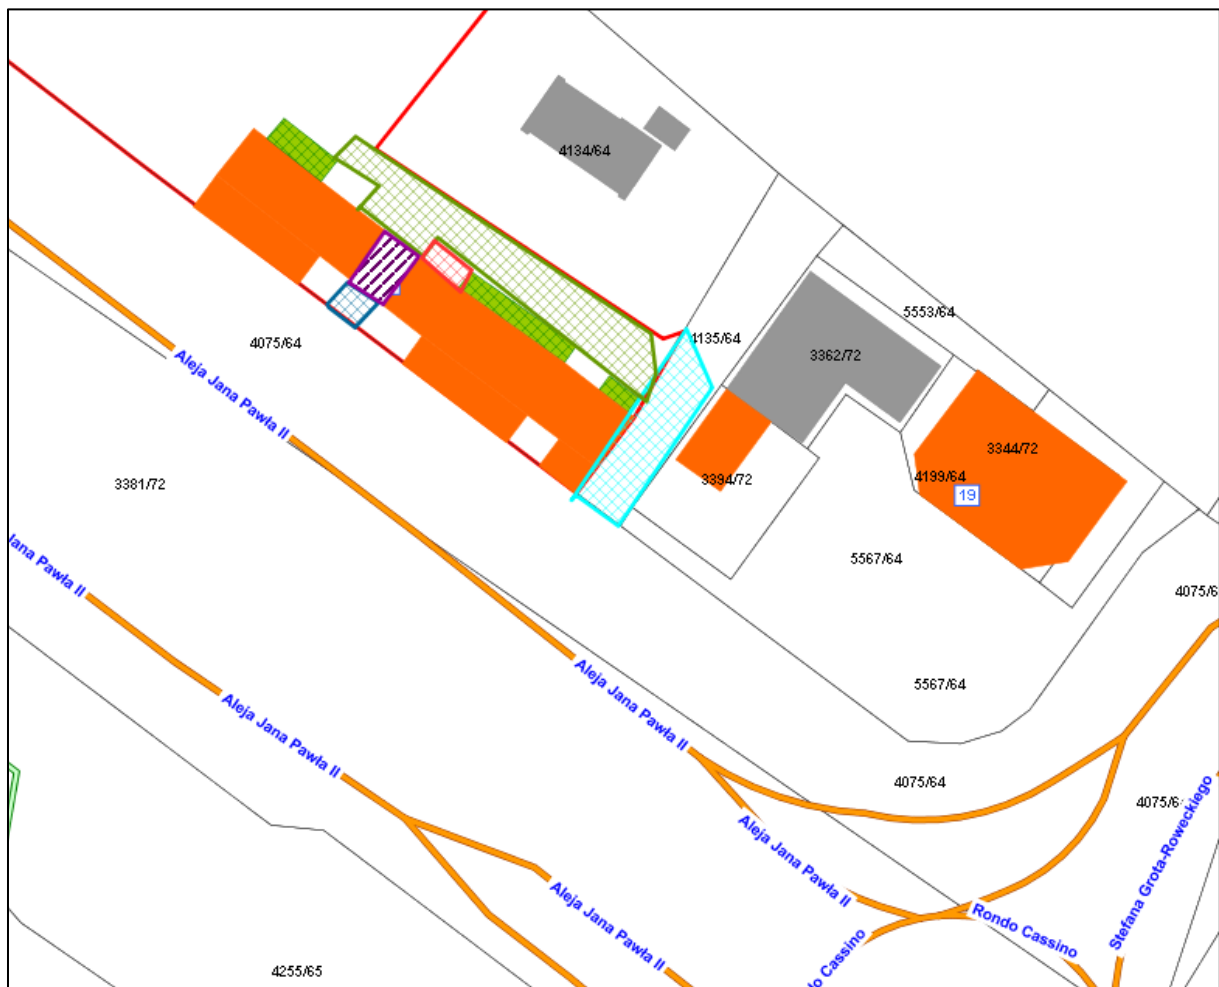 4134/64
5553/64
4135/64
4075/64
3362/72
Aleja Jana Pawła II
3344/72
3394/72
4199/64
3381/72
19
5567/64
Jana Pawła II
4075/6
Aleja Jana Pawła II
5567/64
Aleja Jana Pawła II
4075/64
4075/6
Stefana Grota-Roweckiego
Aleja Jana Pawła II
Aleja Jana Pawła II
Rondo Cassino
do Cassino
4255/65